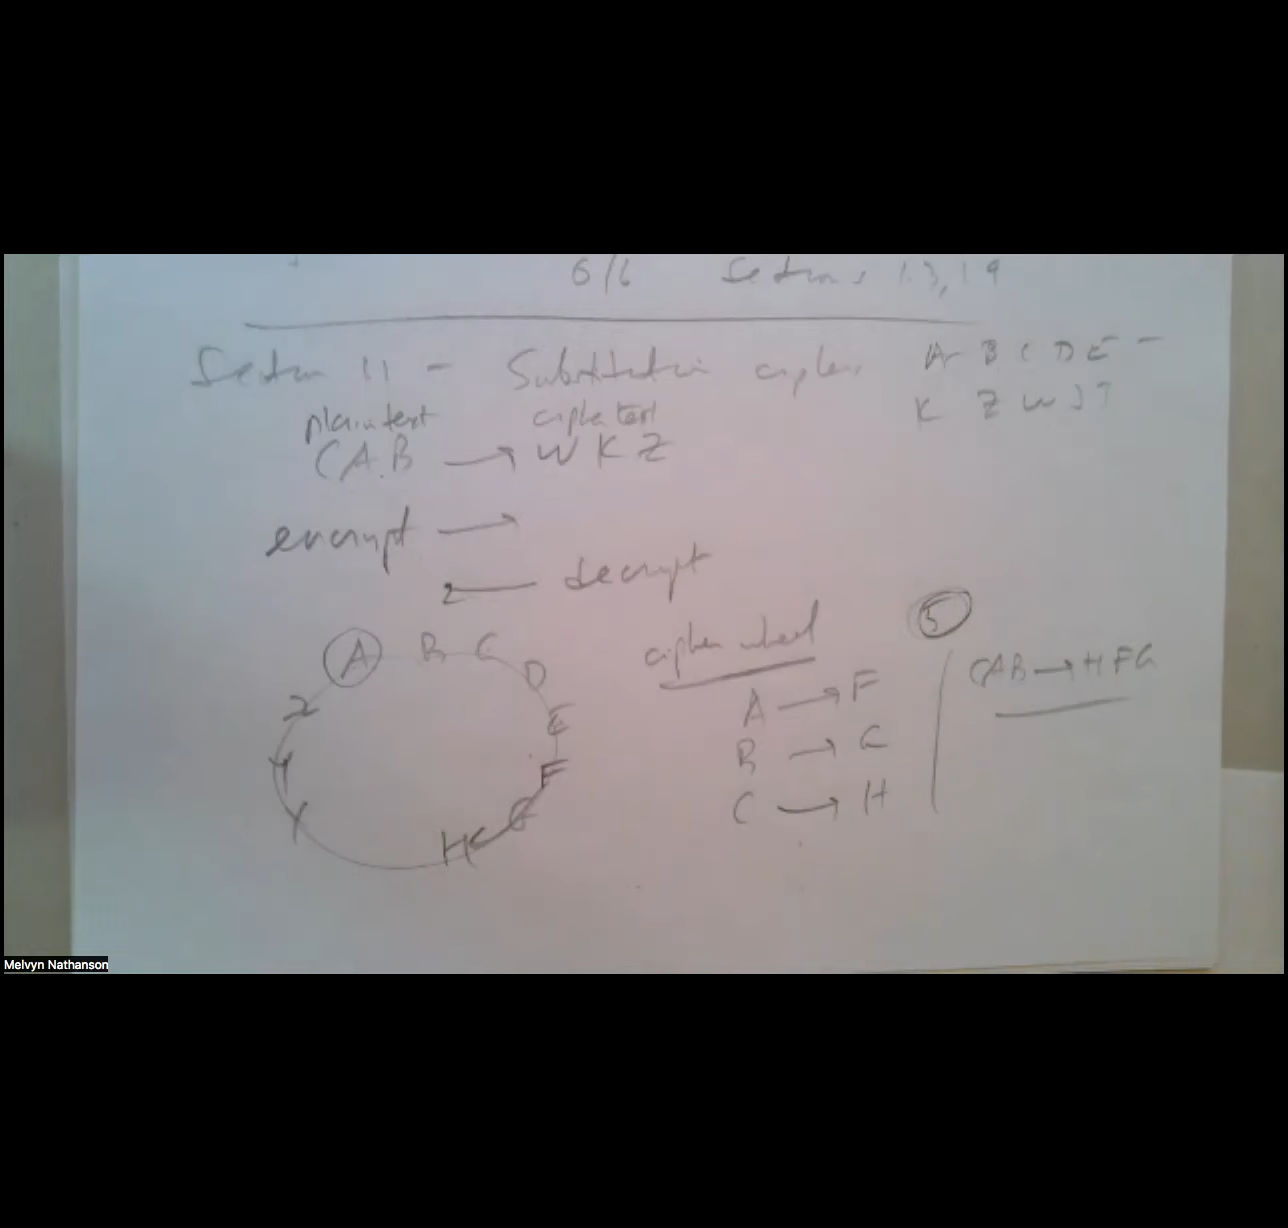 6/6 Sections 1.3, 1.4
Section 1.1 - Substitution ciphers
A B C D E -
K Z W J T
plaintext ciphertext
CAB → WKZ
encrypt →
← decrypt
A B C D E F G H X Y Z
cipher wheel
5
A → F
B → G
C → H
CAB → HFG
Melvyn Nathanson